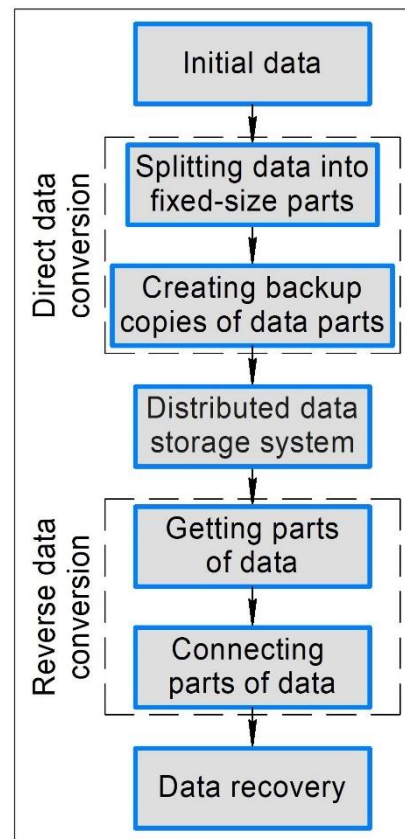 Initial data
Direct data
conversion
Splitting data into
fixed-size parts
Creating backup
copies of data parts
Distributed data
storage system
Reverse data
conversion
Getting parts
of data
Connecting
parts of data
Data recovery